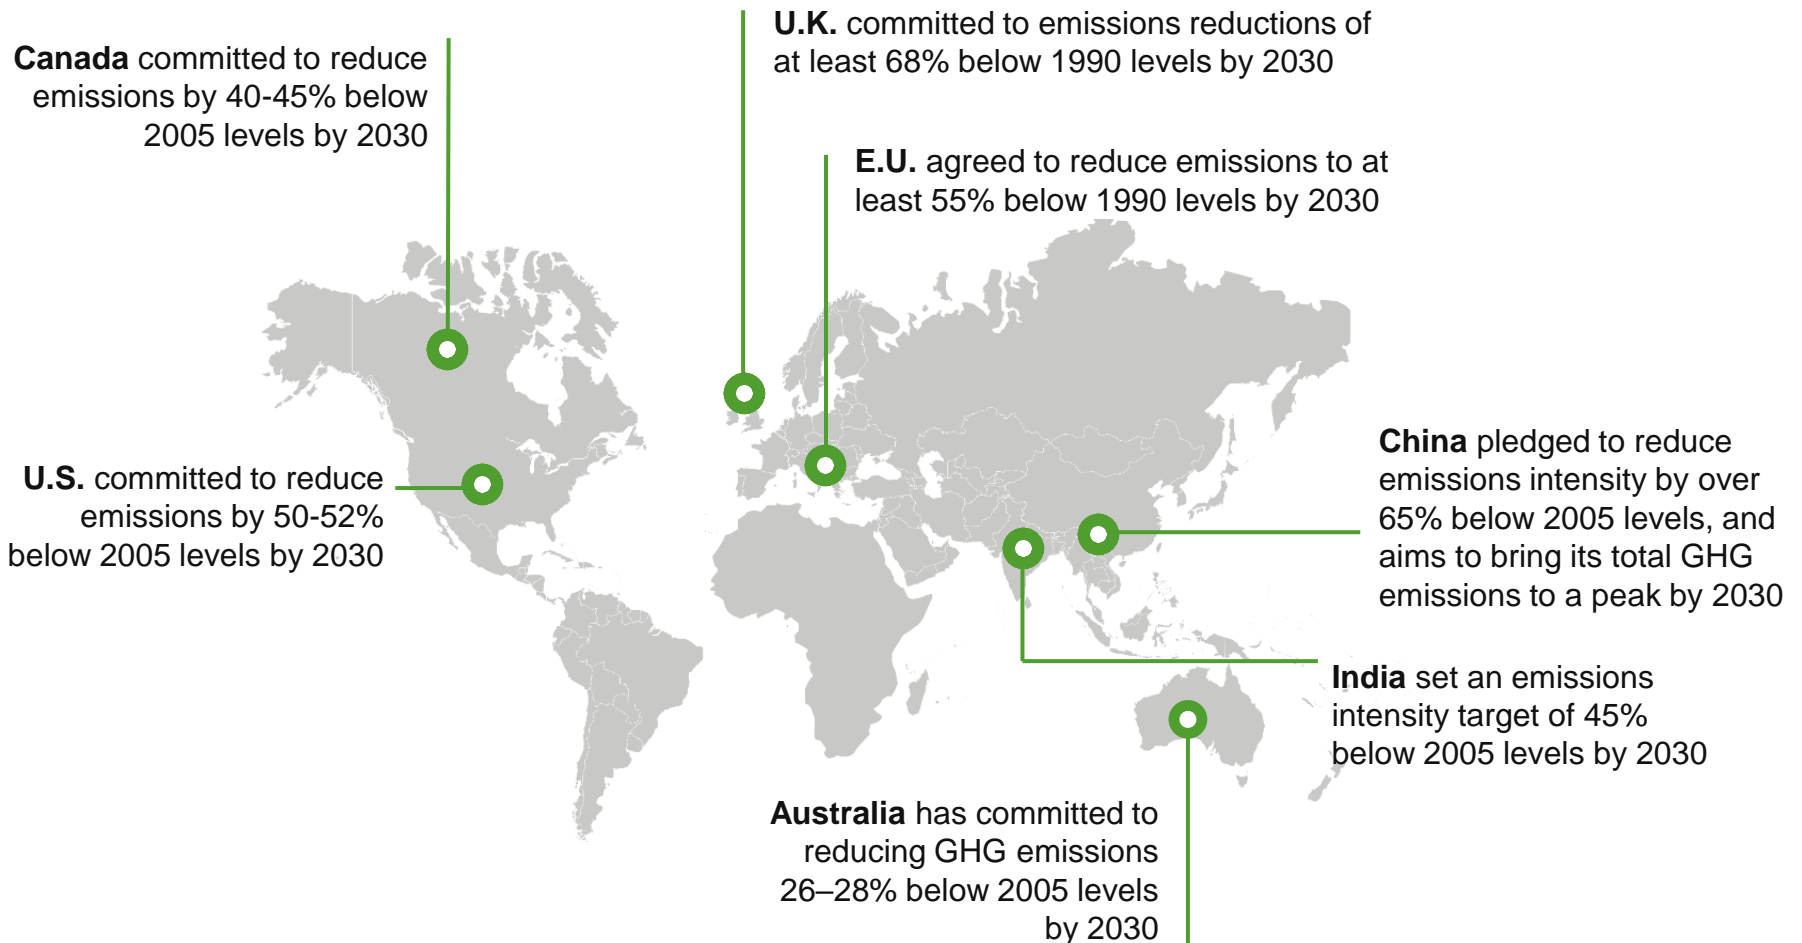 U.K. committed to emissions reductions of
at least 68% below 1990 levels by 2030
Canada committed to reduce
emissions by 40-45% below
2005 levels by 2030
E.U. agreed to reduce emissions to at
least 55% below 1990 levels by 2030
U.S. committed to reduce
emissions by 50-52%
below 2005 levels by 2030
China pledged to reduce
emissions intensity by over
65% below 2005 levels, and
aims to bring its total GHG
emissions to a peak by 2030
India set an emissions
intensity target of 45%
below 2005 levels by 2030
Australia has committed to
reducing GHG emissions
26–28% below 2005 levels
by 2030